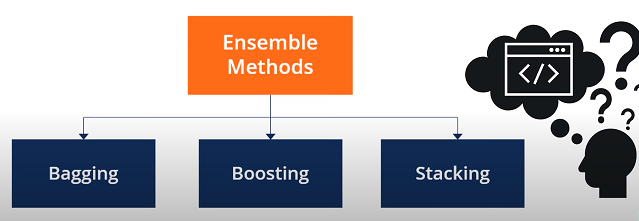 Ensemble
Methods
Bagging
Boosting
Stacking